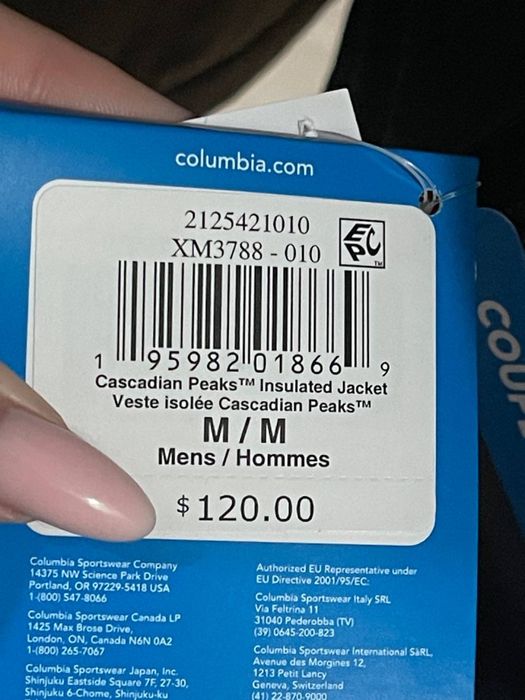 columbia.com
2125421010
XM3788 - 010
EPC
TM
1 95982 01866 9
Cascadian Peaks™ Insulated Jacket
Veste isolée Cascadian Peaks™
M / M
Mens / Hommes
$120.00
Columbia Sportswear Company
14375 NW Science Park Drive
Portland, OR 97229-5418 USA
1-(800) 547-8066
Columbia Sportswear Canada LP
1425 Max Brose Drive,
London, ON, Canada N6N 0A2
1-(800) 265-7067
Columbia Sportswear Japan, Inc.
Shinjuku Eastside Square 7F, 27-30,
Shinjuku 6-Chome, Shinjuku-ku
Authorized EU Representative under
EU Directive 2001/95/EC:
Columbia Sportswear Italy SRL
Via Feltrina 11
31040 Pederobba (TV)
(39) 0645-200-823
Columbia Sportswear International SàRL,
Avenue des Morgines 12,
1213 Petit Lancy
Geneva, Switzerland
(41) 22-870-9000